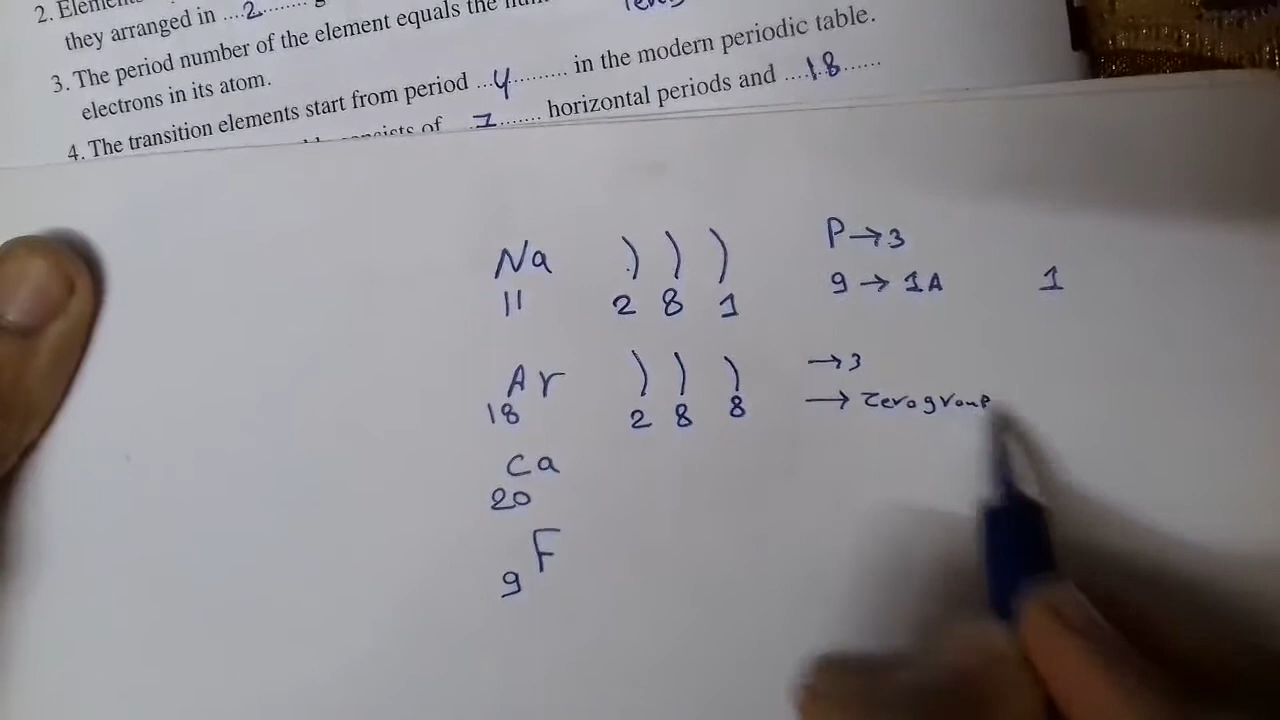 2. Eleme
they arranged in ....2........
3. The period number of the element equals the
electrons in its atom.
4. The transition elements start from period ...4.......... in the modern periodic table.
consists of ..7....... horizontal periods and ....18......
Na ) ) ) P→3
11 2 8 1 g → 1A 1
Ar ) ) ) →3
18 2 8 8 → Zero group
Ca
20
F
9